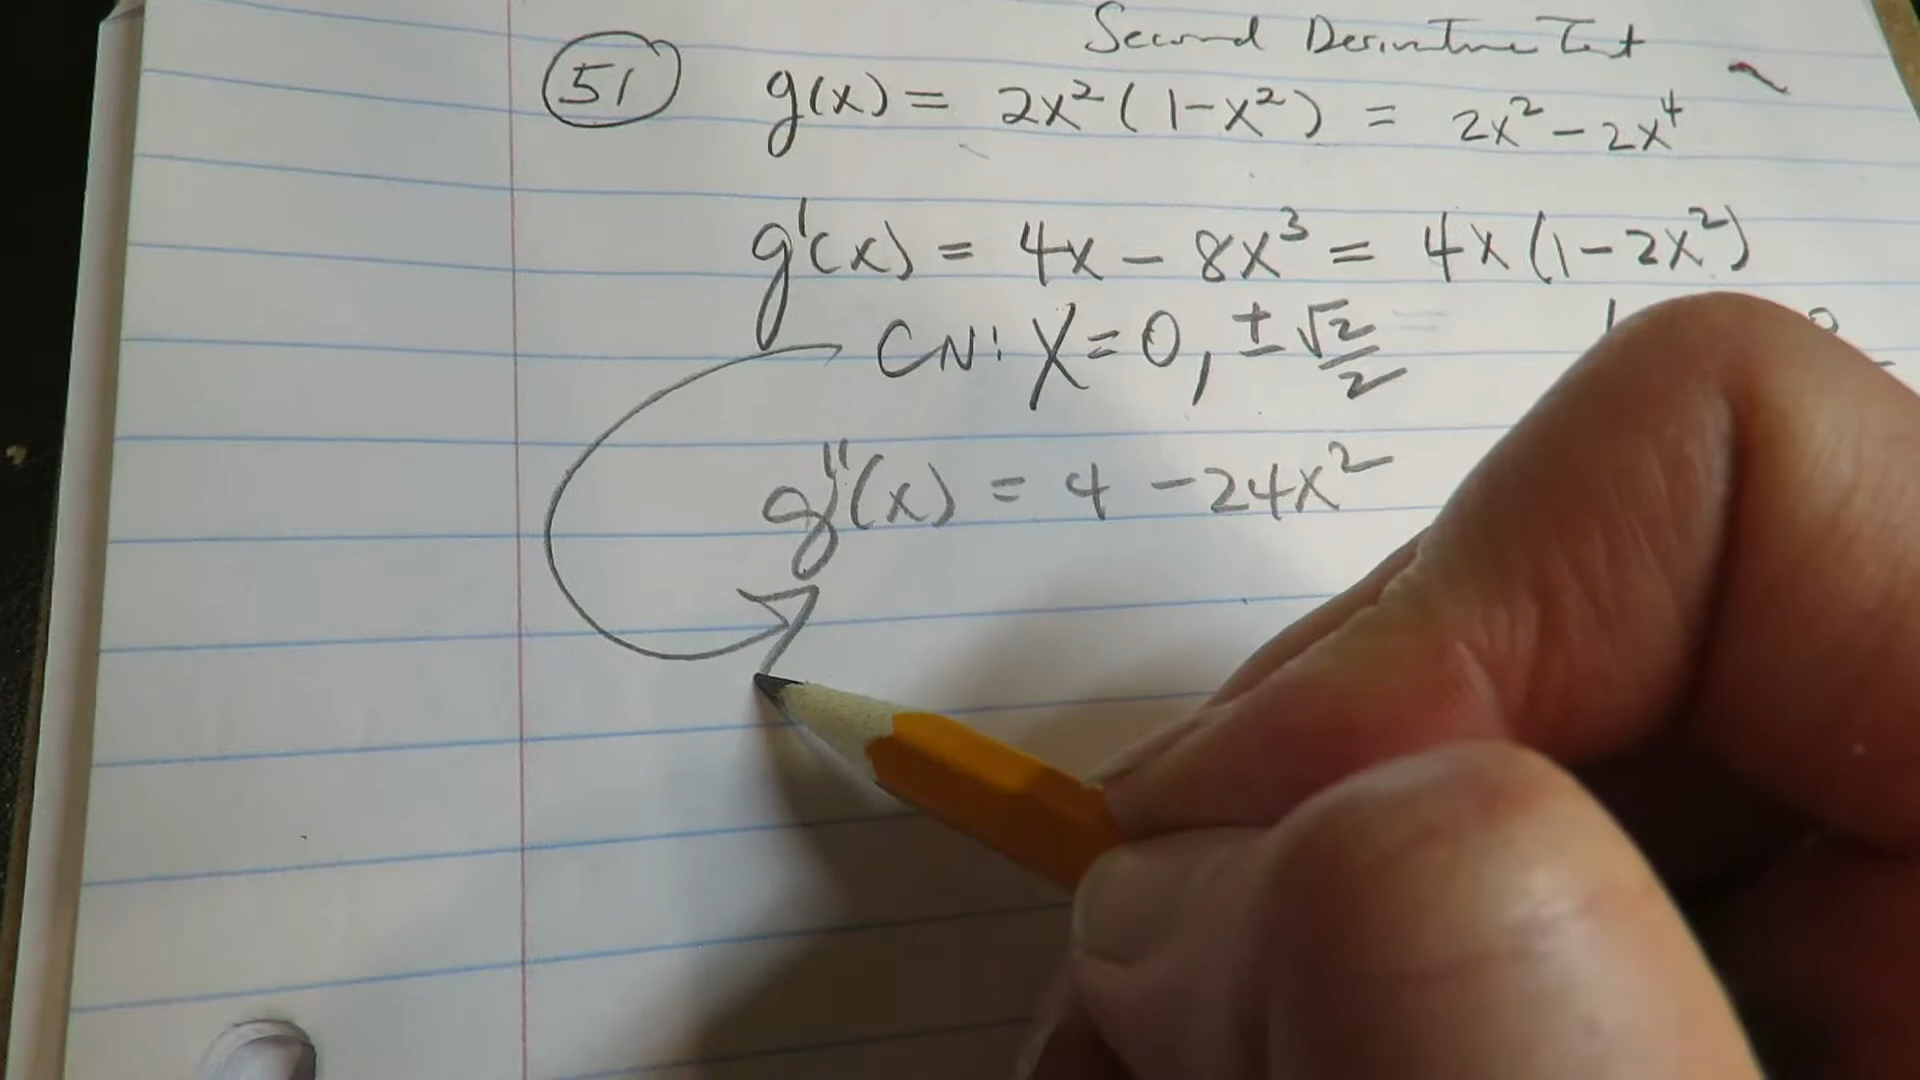 Second Derivative Test
51 g(x) = 2x²(1-x²) = 2x² - 2x⁴
g'(x) = 4x - 8x³ = 4x(1-2x²)
CN: X=0, ±√2/2
g''(x) = 4 - 24x²